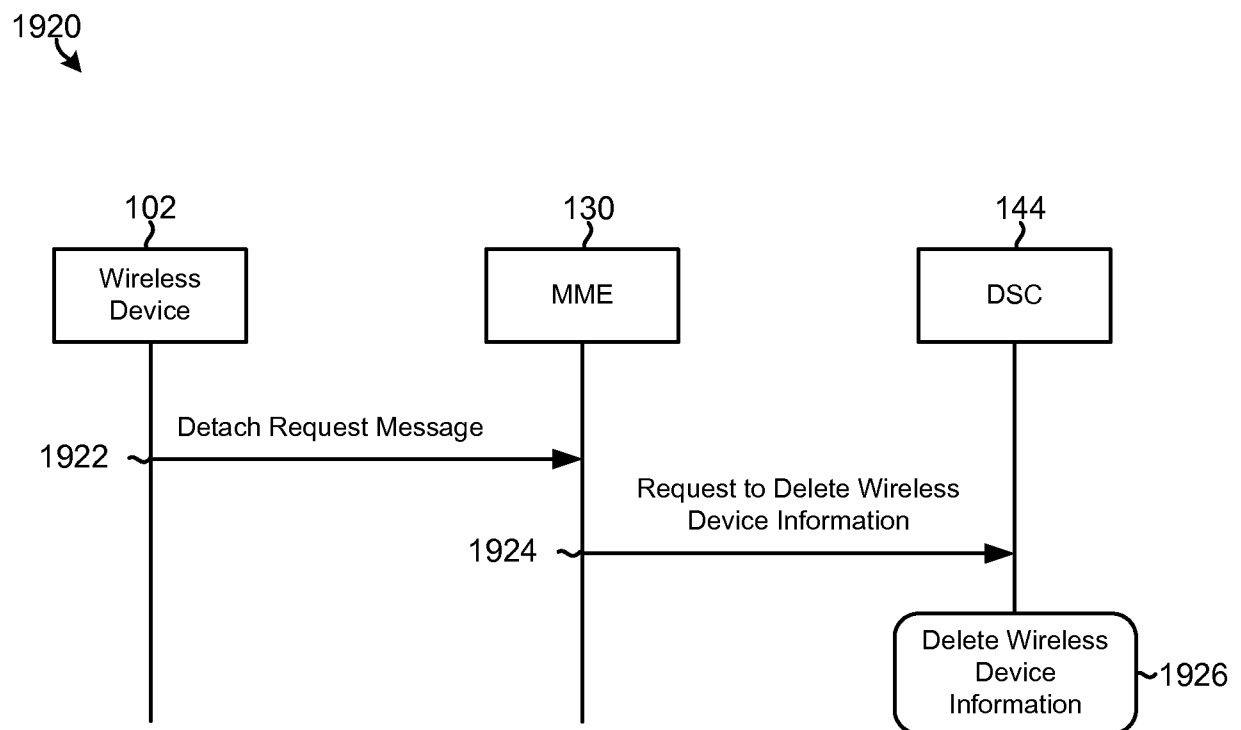 1920
102
130
144
Wireless
Device
MME
DSC
Detach Request Message
1922
Request to Delete Wireless
Device Information
1924
Delete Wireless
Device
Information
1926